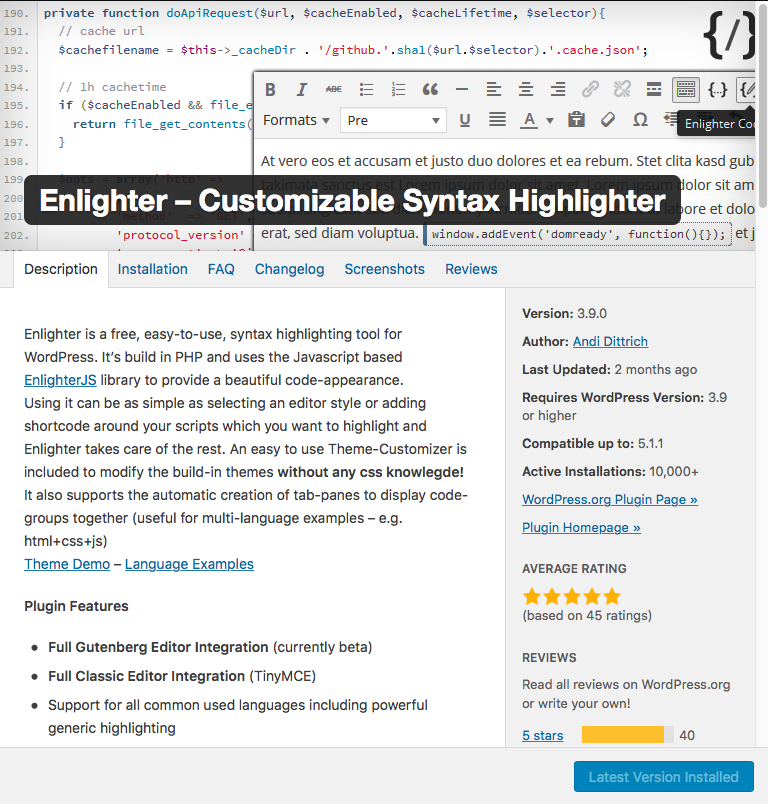 190. private function doApiRequest($url, $cacheEnabled, $cacheLifetime, $selector){
191. // cache url
192. $cachefilename = $this->_cacheDir . '/github.'.sha1($url.$selector).'.cache.json';
193.
194. // 1h cachetime
195. if ($cacheEnabled && file_e
196. return file_get_contents(
197. }
198.
199. $opts = array('http' =>
{/}
B I ABC
Formats Pre U A Ω
Enlighter Co
At vero eos et accusam et justo duo dolores et ea rebum. Stet clita kasd gub
takimata sanctus est Lorem ipsum dolor sit amet. Lorem ipsum dolor sit am
labore et dolo
erat, sed diam voluptua. window.addEvent('domready', function(){}); et j
200.
201. 'method' => 'GET',
202. 'protocol_version'
Enlighter – Customizable Syntax Highlighter
Description Installation FAQ Changelog Screenshots Reviews
Enlighter is a free, easy-to-use, syntax highlighting tool for
WordPress. It’s build in PHP and uses the Javascript based
EnlighterJS library to provide a beautiful code-appearance.
Using it can be as simple as selecting an editor style or adding
shortcode around your scripts which you want to highlight and
Enlighter takes care of the rest. An easy to use Theme-Customizer is
included to modify the build-in themes without any css knowlegde!
It also supports the automatic creation of tab-panes to display code-
groups together (useful for multi-language examples – e.g.
html+css+js)
Theme Demo – Language Examples
Plugin Features
• Full Gutenberg Editor Integration (currently beta)
• Full Classic Editor Integration (TinyMCE)
• Support for all common used languages including powerful
generic highlighting
Version: 3.9.0
Author: Andi Dittrich
Last Updated: 2 months ago
Requires WordPress Version: 3.9
or higher
Compatible up to: 5.1.1
Active Installations: 10,000+
WordPress.org Plugin Page »
Plugin Homepage »
AVERAGE RATING
(based on 45 ratings)
REVIEWS
Read all reviews on WordPress.org
or write your own!
5 stars 40
Latest Version Installed